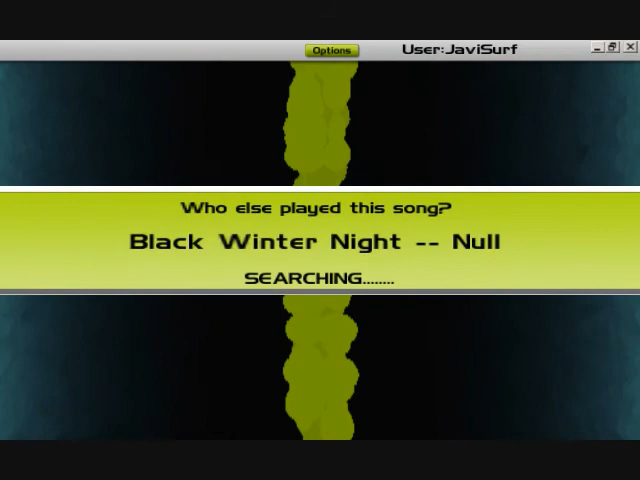 Options
User:JaviSurf
Who else played this song?
Black Winter Night -- Null
SEARCHING........